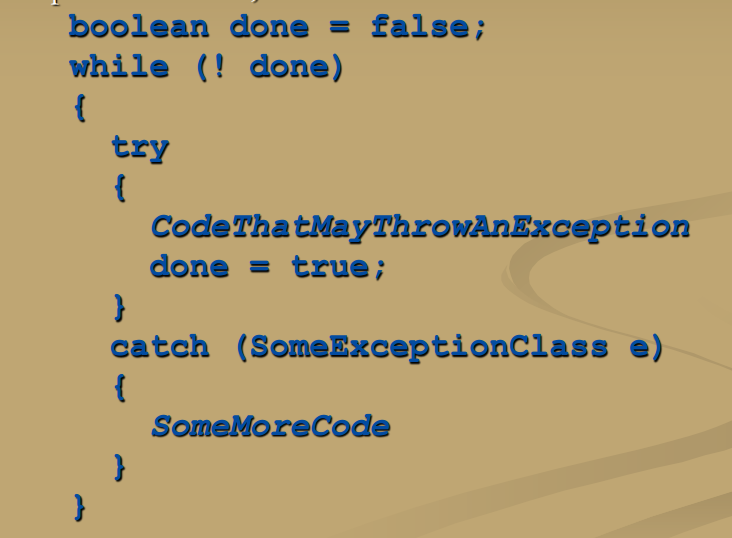 boolean done = false;
while (! done)
{
try
{
CodeThatMayThrowAnException
done = true;
}
catch (SomeExceptionClass e)
{
SomeMoreCode
}
}